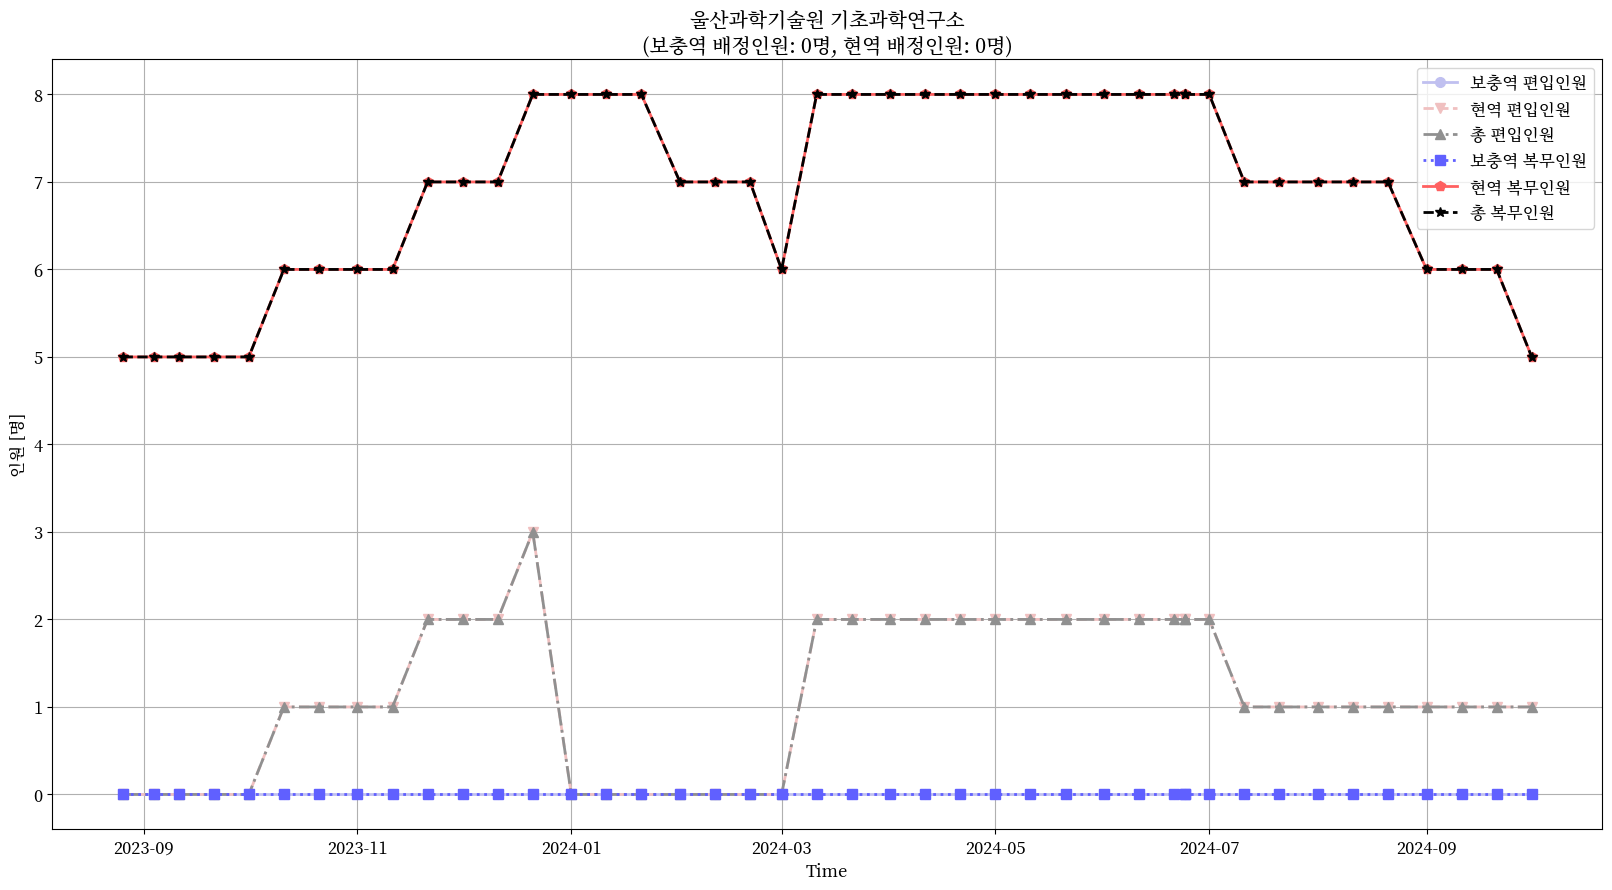 울산과학기술원 기초과학연구소
(보충역 배정인원: 0명, 현역 배정인원: 0명)
보충역 편입인원
현역 편입인원
총 편입인원
보충역 복무인원
현역 복무인원
총 복무인원
인원 [명]
8
7
6
5
4
3
2
1
0
2023-09 2023-11 2024-01 2024-03 2024-05 2024-07 2024-09
Time